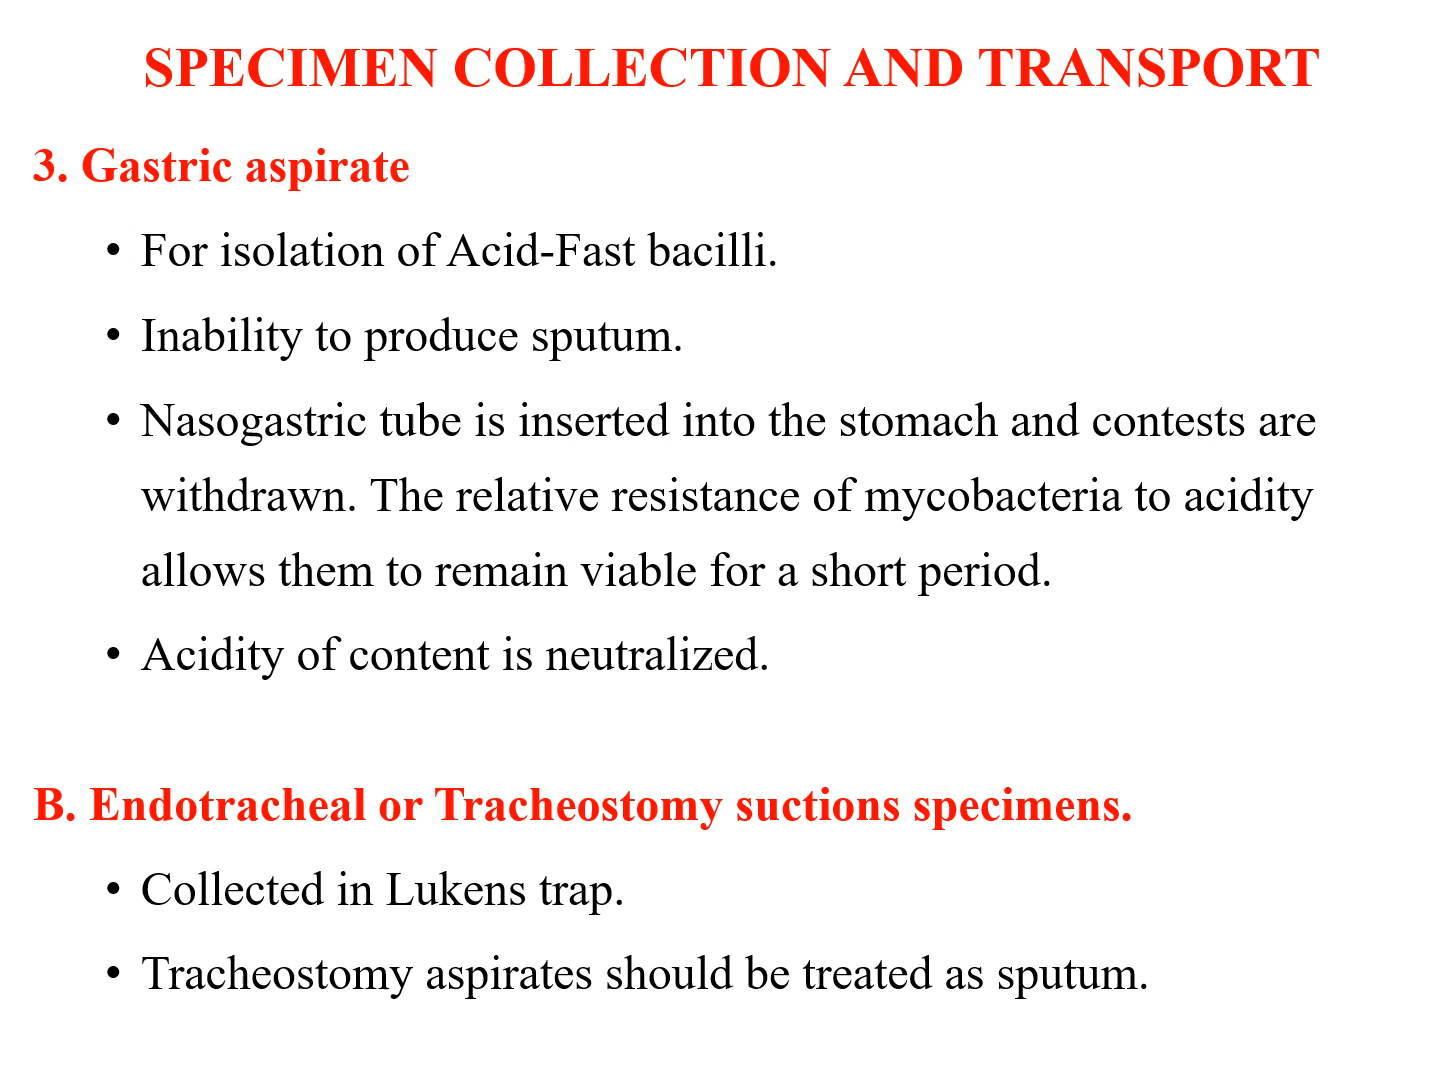 SPECIMEN COLLECTION AND TRANSPORT
3. Gastric aspirate
• For isolation of Acid-Fast bacilli.
• Inability to produce sputum.
• Nasogastric tube is inserted into the stomach and contests are
withdrawn. The relative resistance of mycobacteria to acidity
allows them to remain viable for a short period.
• Acidity of content is neutralized.
B. Endotracheal or Tracheostomy suctions specimens.
• Collected in Lukens trap.
• Tracheostomy aspirates should be treated as sputum.